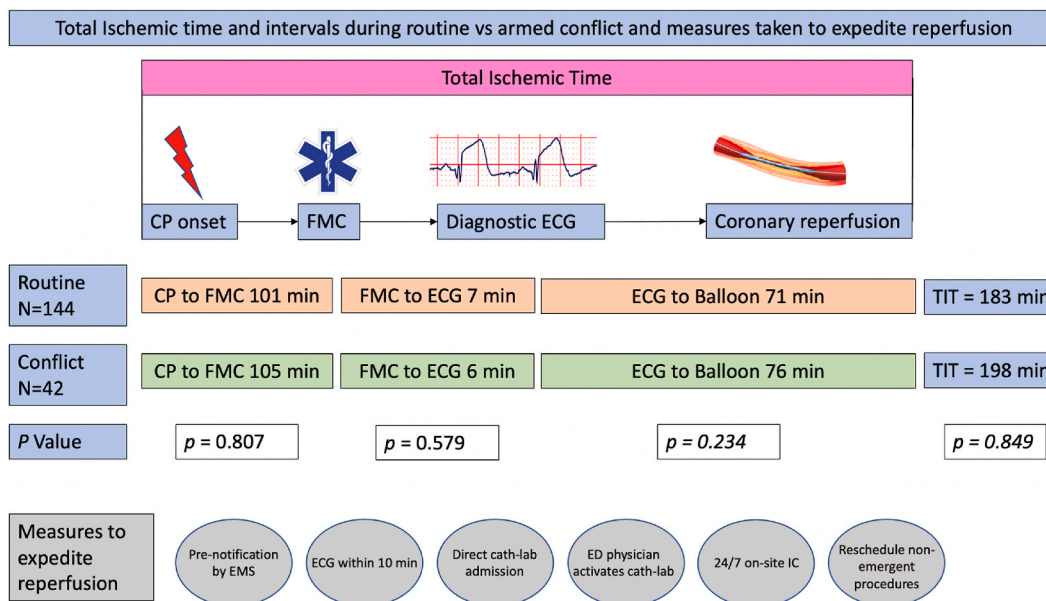 Total Ischemic time and intervals during routine vs armed conflict and measures taken to expedite reperfusion
Total Ischemic Time
CP onset
FMC
Diagnostic ECG
Coronary reperfusion
Routine
N=144
CP to FMC 101 min
FMC to ECG 7 min
ECG to Balloon 71 min
TIT = 183 min
Conflict
N=42
CP to FMC 105 min
FMC to ECG 6 min
ECG to Balloon 76 min
TIT = 198 min
P Value
p = 0.807
p = 0.579
p = 0.234
p = 0.849
Measures to
expedite
reperfusion
Pre-notification
by EMS
ECG within 10 min
Direct cath-lab
admission
ED physician
activates cath-lab
24/7 on-site IC
Reschedule non-
emergent
procedures